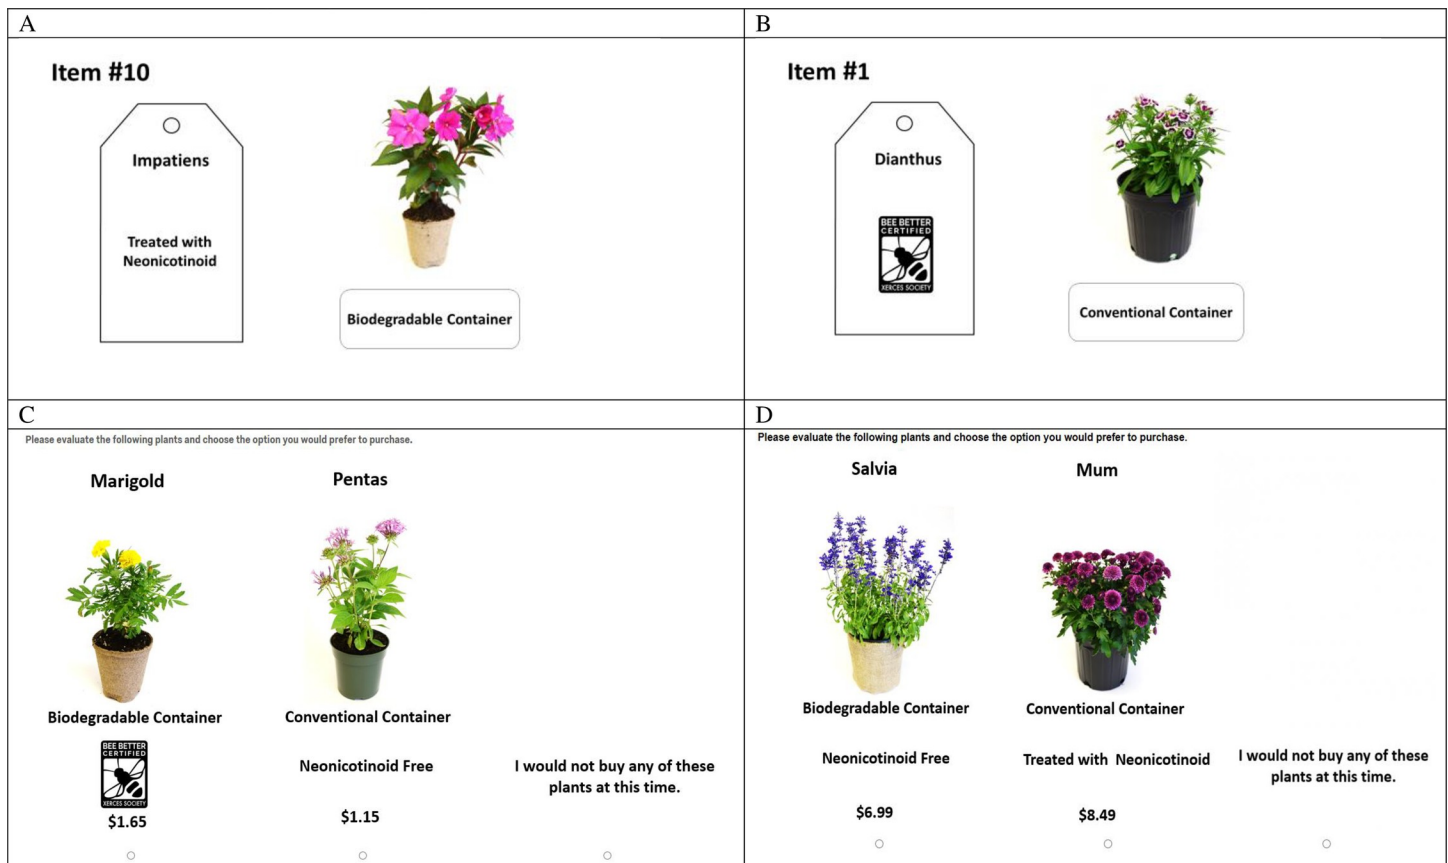 A
Item #10
Impatiens
Treated with
Neonicotinoid
Biodegradable Container
B
Item #1
Dianthus
BEE BETTER
CERTIFIED
XERCES SOCIETY
Conventional Container
C
Please evaluate the following plants and choose the option you would prefer to purchase.
Marigold
Pentas
Biodegradable Container
Conventional Container
BEE BETTER
CERTIFIED
XERCES SOCIETY
Neonicotinoid Free
I would not buy any of these
plants at this time.
$1.65
$1.15
D
Please evaluate the following plants and choose the option you would prefer to purchase.
Salvia
Mum
Biodegradable Container
Conventional Container
Neonicotinoid Free
Treated with Neonicotinoid
I would not buy any of these
plants at this time.
$6.99
$8.49